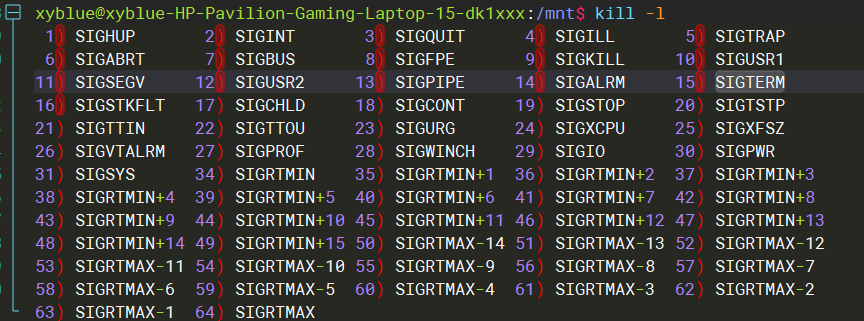 xyblue@xyblue-HP-Pavilion-Gaming-Laptop-15-dk1xxx:/mnt$ kill -l
1) SIGHUP 2) SIGINT 3) SIGQUIT 4) SIGILL 5) SIGTRAP
6) SIGABRT 7) SIGBUS 8) SIGFPE 9) SIGKILL 10) SIGUSR1
11) SIGSEGV 12) SIGUSR2 13) SIGPIPE 14) SIGALRM 15) SIGTERM
16) SIGSTKFLT 17) SIGCHLD 18) SIGCONT 19) SIGSTOP 20) SIGTSTP
21) SIGTTIN 22) SIGTTOU 23) SIGURG 24) SIGXCPU 25) SIGXFSZ
26) SIGVTALRM 27) SIGPROF 28) SIGWINCH 29) SIGIO 30) SIGPWR
31) SIGSYS 34) SIGRTMIN 35) SIGRTMIN+1 36) SIGRTMIN+2 37) SIGRTMIN+3
38) SIGRTMIN+4 39) SIGRTMIN+5 40) SIGRTMIN+6 41) SIGRTMIN+7 42) SIGRTMIN+8
43) SIGRTMIN+9 44) SIGRTMIN+10 45) SIGRTMIN+11 46) SIGRTMIN+12 47) SIGRTMIN+13
48) SIGRTMIN+14 49) SIGRTMIN+15 50) SIGRTMAX-14 51) SIGRTMAX-13 52) SIGRTMAX-12
53) SIGRTMAX-11 54) SIGRTMAX-10 55) SIGRTMAX-9 56) SIGRTMAX-8 57) SIGRTMAX-7
58) SIGRTMAX-6 59) SIGRTMAX-5 60) SIGRTMAX-4 61) SIGRTMAX-3 62) SIGRTMAX-2
63) SIGRTMAX-1 64) SIGRTMAX